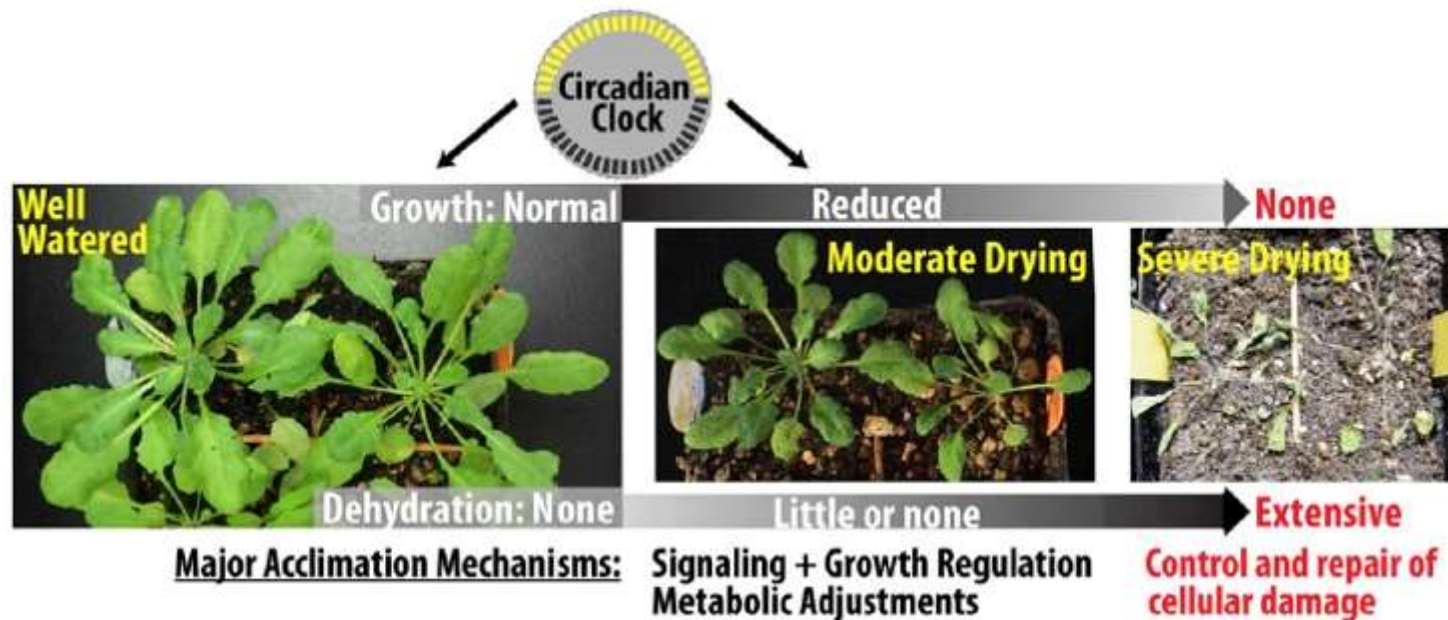 Circadian
Clock
Well
Watered
Growth: Normal
Reduced
None
Moderate Drying
Severe Drying
Dehydration: None
Little or none
Extensive
Major Acclimation Mechanisms:
Signaling + Growth Regulation
Metabolic Adjustments
Control and repair of
cellular damage